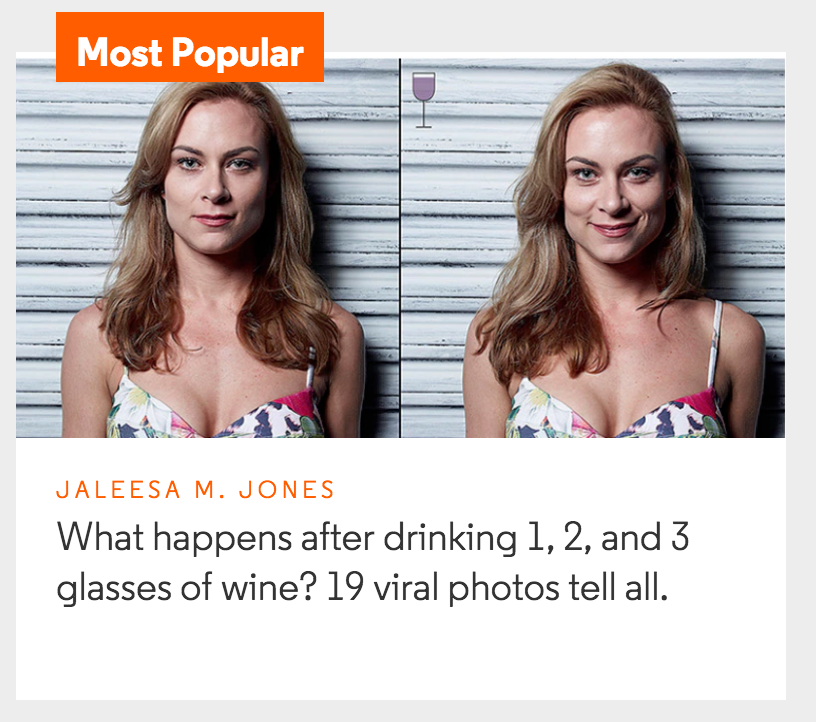 Most Popular
JALEESA M. JONES
What happens after drinking 1, 2, and 3
glasses of wine? 19 viral photos tell all.